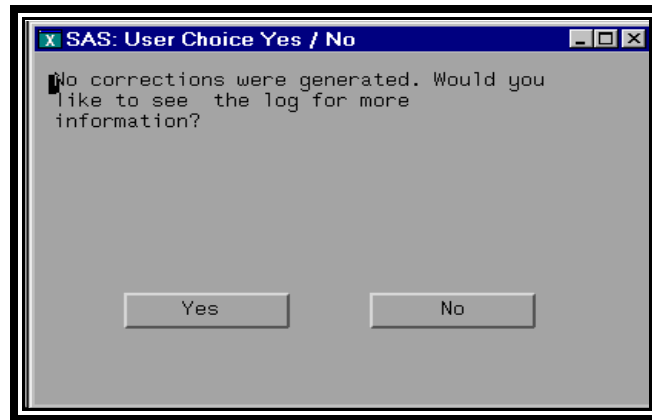 X SAS: User Choice Yes / No
No corrections were generated. Would you
like to see  the log for more
information?
Yes
No